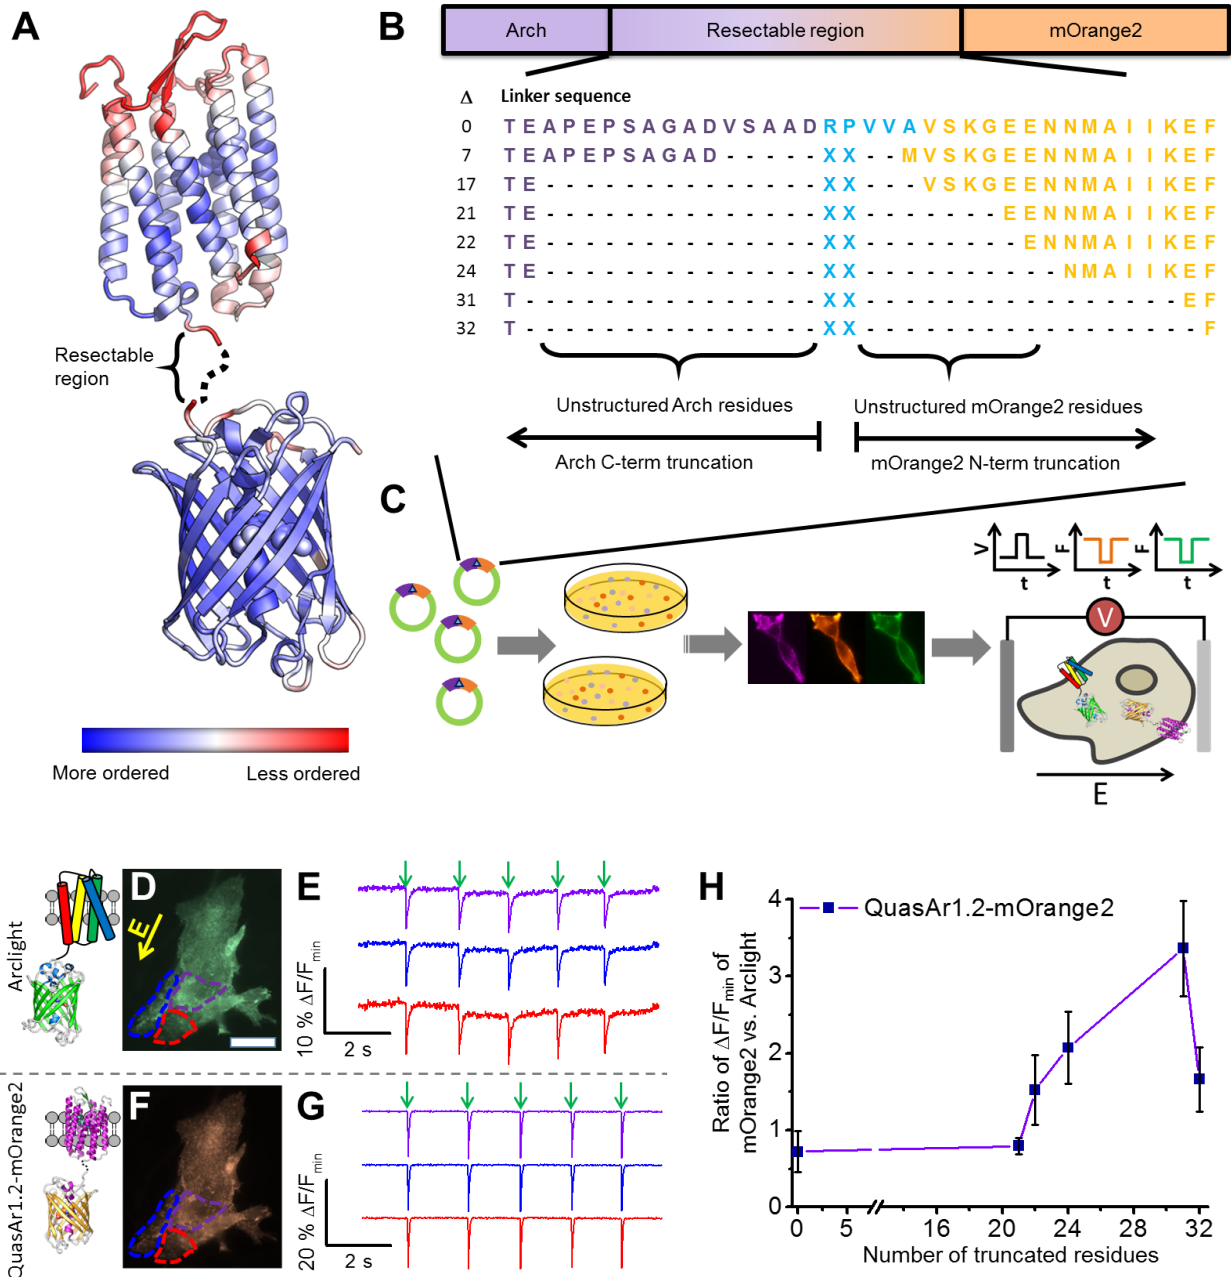 A
B
Arch Resectable region mOrange2
Δ Linker sequence
0 T E A P E P S A G A D V S A A D R P V V A V S K G E E N N M A I I K E F
7 T E A P E P S A G A D - - - - - X X - - M V S K G E E N N M A I I K E F
17 T E - - - - - - - - - - - - - - X X - - - V S K G E E N N M A I I K E F
21 T E - - - - - - - - - - - - - - X X - - - - - - - E E N N M A I I K E F
22 T E - - - - - - - - - - - - - - X X - - - - - - - - E N N M A I I K E F
24 T E - - - - - - - - - - - - - - X X - - - - - - - - - - N M A I I K E F
31 T - - - - - - - - - - - - - - - X X - - - - - - - - - - - - - - - - E F
32 T - - - - - - - - - - - - - - - X X - - - - - - - - - - - - - - - - - F
Resectable
region
Unstructured Arch residues Unstructured mOrange2 residues
Arch C-term truncation mOrange2 N-term truncation
More ordered Less ordered
C
V t F t F t
V
E
Arclight
D
E
E
10 % ΔF/Fmin
2 s
QuasAr1.2-mOrange2
F
G
20 % ΔF/Fmin
2 s
H
QuasAr1.2-mOrange2
Ratio of ΔF/Fmin of
mOrange2 vs. Arclight
4
3
2
1
0
0 5 16 20 24 28 32
Number of truncated residues